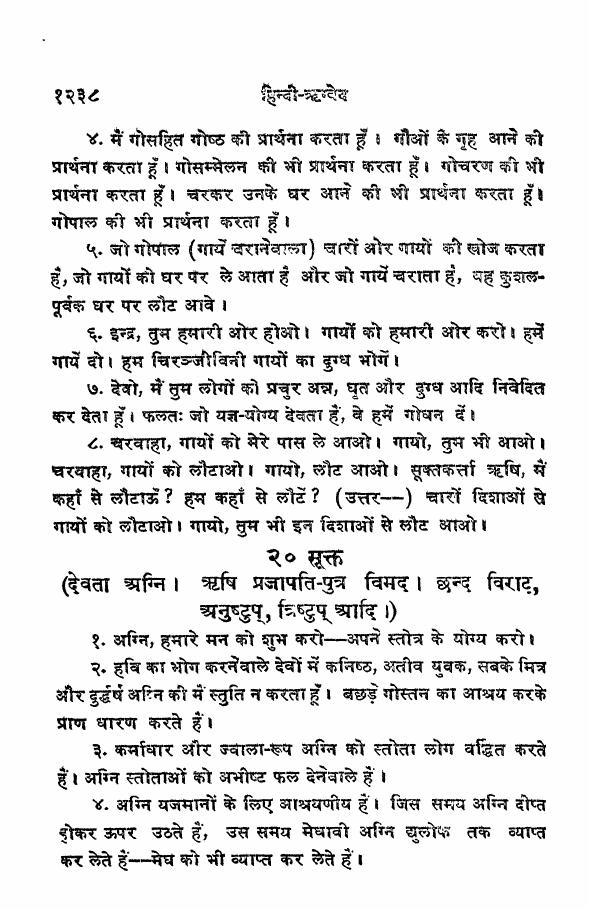 १२३८ हिन्दी-ऋग्वेद
४. मैं गोसहित गोष्ठ की प्रार्थना करता हूँ। गौओं के गृह आने की
प्रार्थना करता हूँ। गोसम्मेलन की भी प्रार्थना करता हूँ। गोचरण की भी
प्रार्थना करता हूँ। चरकर उनके घर आने की भी प्रार्थना करता हूँ।
गोपाल की भी प्रार्थना करता हूँ।
५. जो गोपाल (गायें चरानेवाला) चारों ओर गायों की खोज करता
है, जो गायों को घर पर ले आता है और जो गायें चराता है, वह कुशल-
पूर्वक घर पर लौट आवे।
६. इन्द्र, तुम हमारी ओर होओ। गायों को हमारी ओर करो। हमें
गायें दो। हम चिरञ्जीविनी गायों का दुग्ध भोगें।
७. देवो, मैं तुम लोगों को प्रचुर अन्न, घृत और दुग्ध आदि निवेदित
कर देता हूँ। फलतः जो यज्ञ-योग्य देवता हैं, वे हमें गोधन दें।
८. चरवाहा, गायों को मेरे पास ले आओ। गायो, तुम भी आओ।
चरवाहा, गायों को लौटाओ। गायो, लौट आओ। सूक्तकर्त्ता ऋषि, मैं
कहाँ से लौटाऊँ? हम कहाँ से लौटें? (उत्तर--) चारों दिशाओं से
गायों को लौटाओ। गायो, तुम भी इन दिशाओं से लौट आओ।
२० सूक्त
(देवता अग्नि। ऋषि प्रजापति-पुत्र विमद। छन्द विराट्,
अनुष्टुप्, त्रिष्टुप् आदि।)
१. अग्नि, हमारे मन को शुभ करो--अपने स्तोत्र के योग्य करो।
२. हवि का भोग करनेवाले देवों में कनिष्ठ, अतीव युवक, सबके मित्र
और दुर्द्धर्ष अग्नि की मैं स्तुति न करता हूँ। बछड़े गोस्तन का आश्रय करके
प्राण धारण करते हैं।
३. कर्माधार और ज्वाला-रूप अग्नि को स्तोता लोग वर्द्धित करते
हैं। अग्नि स्तोताओं को अभीष्ट फल देनेवाले हैं।
४. अग्नि यजमानों के लिए आश्रयणीय हैं। जिस समय अग्नि दीप्त
होकर ऊपर उठते हैं, उस समय मेधावी अग्नि द्युलोक तक व्याप्त
कर लेते हैं--मेघ को भी व्याप्त कर लेते हैं।